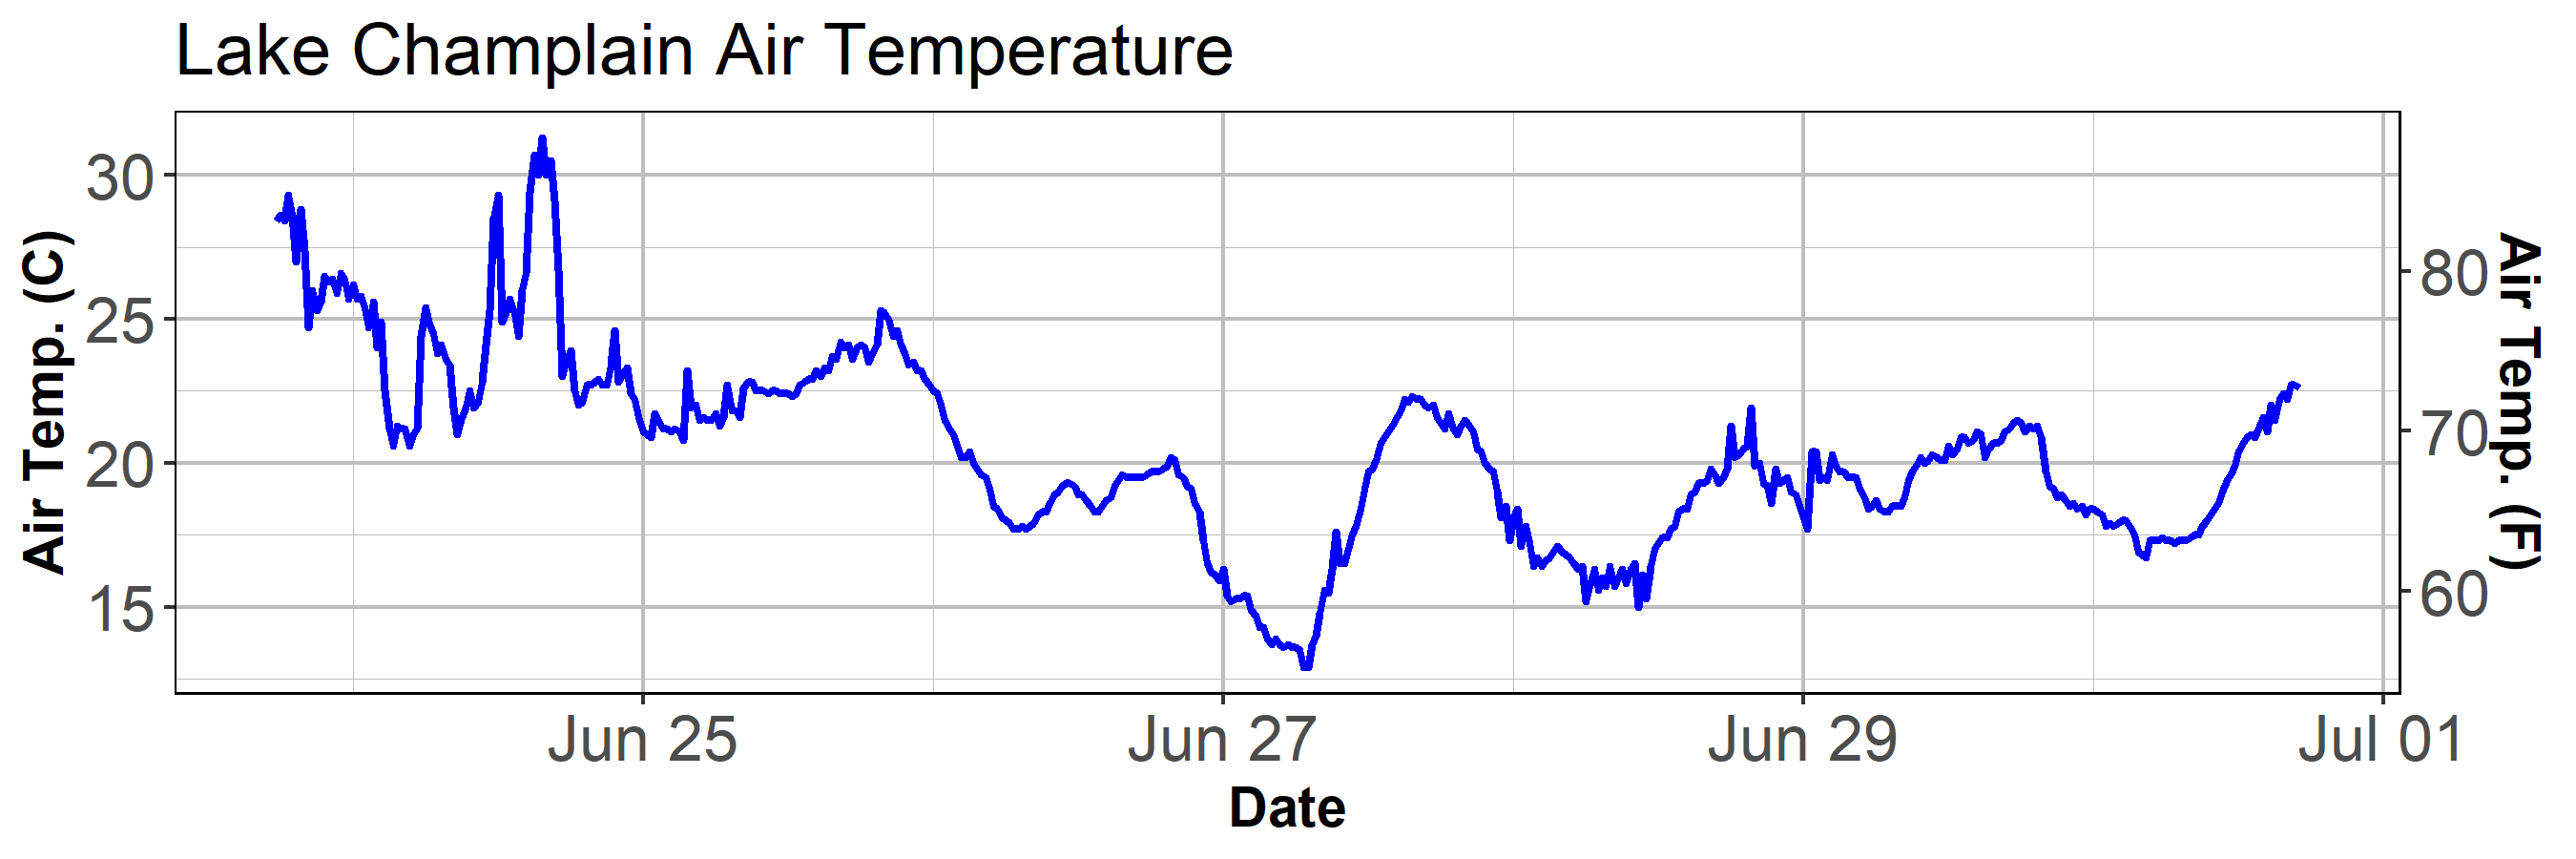 Lake Champlain Air Temperature
Air Temp. (C)
30
25
20
15
80
70
60
Air Temp. (F)
Jun 25
Jun 27
Jun 29
Jul 01
Date